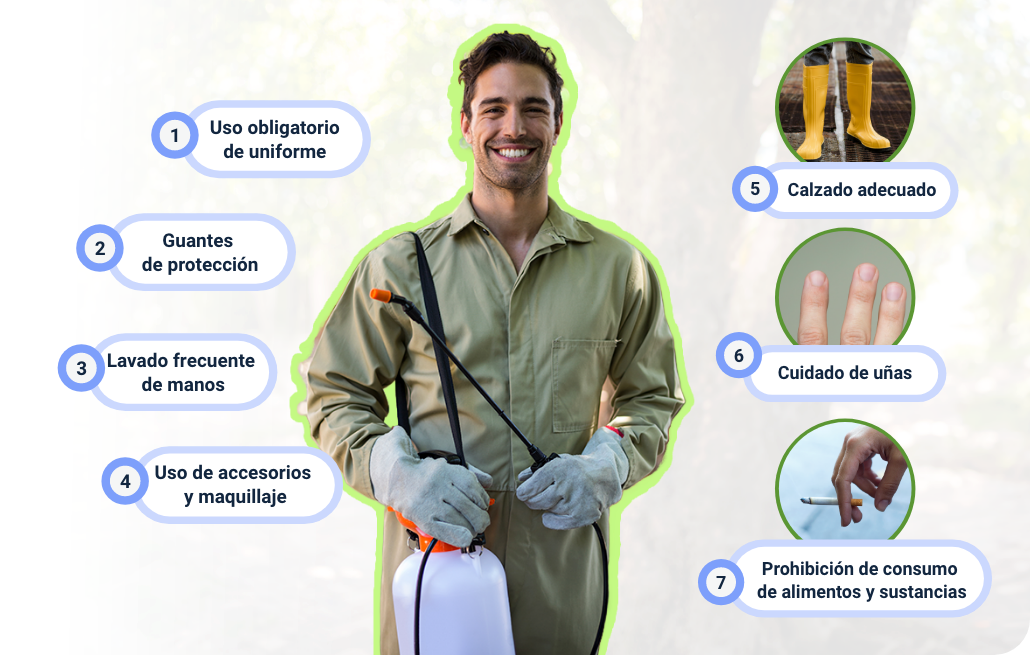 1
Uso obligatorio
de uniforme
2
Guantes
de protección
3
Lavado frecuente
de manos
4
Uso de accesorios
y maquillaje
5
Calzado adecuado
6
Cuidado de uñas
7
Prohibición de consumo
de alimentos y sustancias